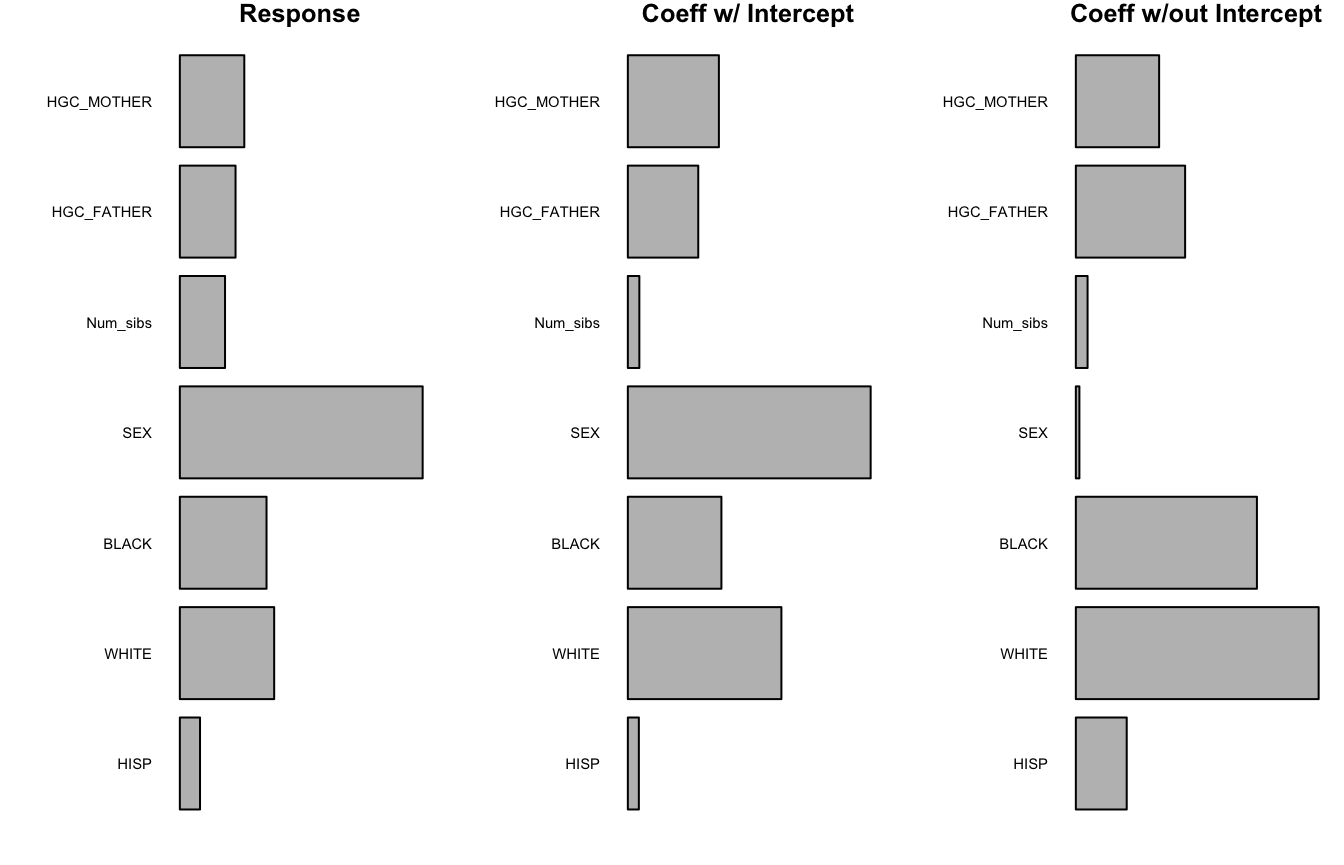 Response
HGC_MOTHER
HGC_FATHER
Num_sibs
SEX
BLACK
WHITE
HISP
Coeff w/ Intercept
HGC_MOTHER
HGC_FATHER
Num_sibs
SEX
BLACK
WHITE
HISP
Coeff w/out Intercept
HGC_MOTHER
HGC_FATHER
Num_sibs
SEX
BLACK
WHITE
HISP